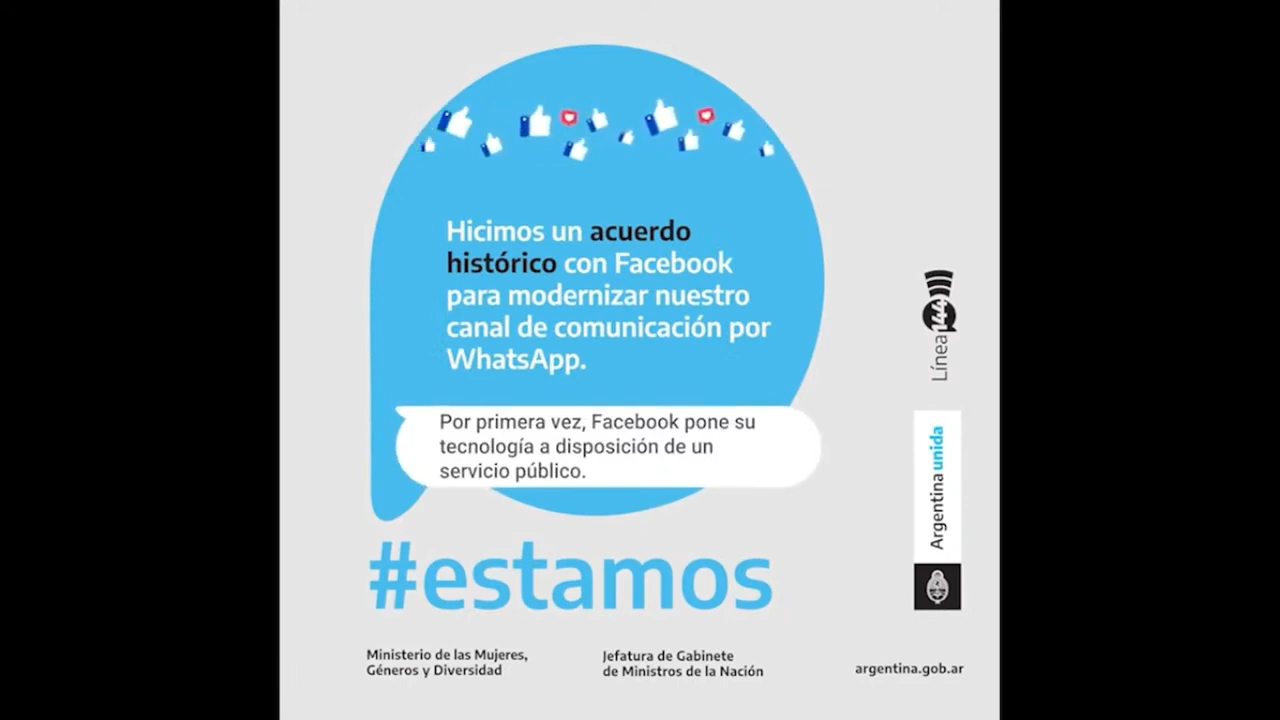 Hicimos un acuerdo
histórico con Facebook
para modernizar nuestro
canal de comunicación por
WhatsApp.
Por primera vez, Facebook pone su
tecnología a disposición de un
servicio público.
#estamos
Ministerio de las Mujeres,
Géneros y Diversidad
Jefatura de Gabinete
de Ministros de la Nación
argentina.gob.ar
Línea 144
Argentina unida